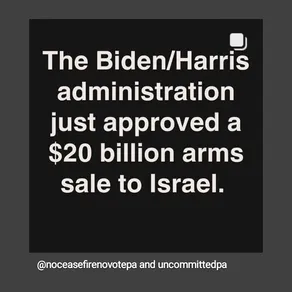 The Biden/Harris
administration
just approved a
$20 billion arms
sale to Israel.
@noceasefirenovotepa and uncommittedpa